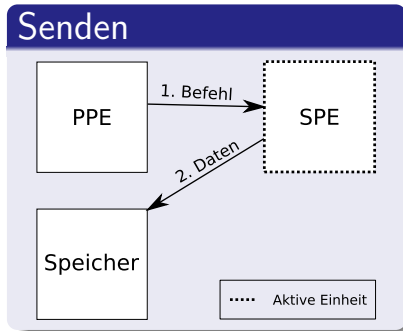 Senden
PPE
1. Befehl
SPE
2. Daten
Speicher
Aktive Einheit